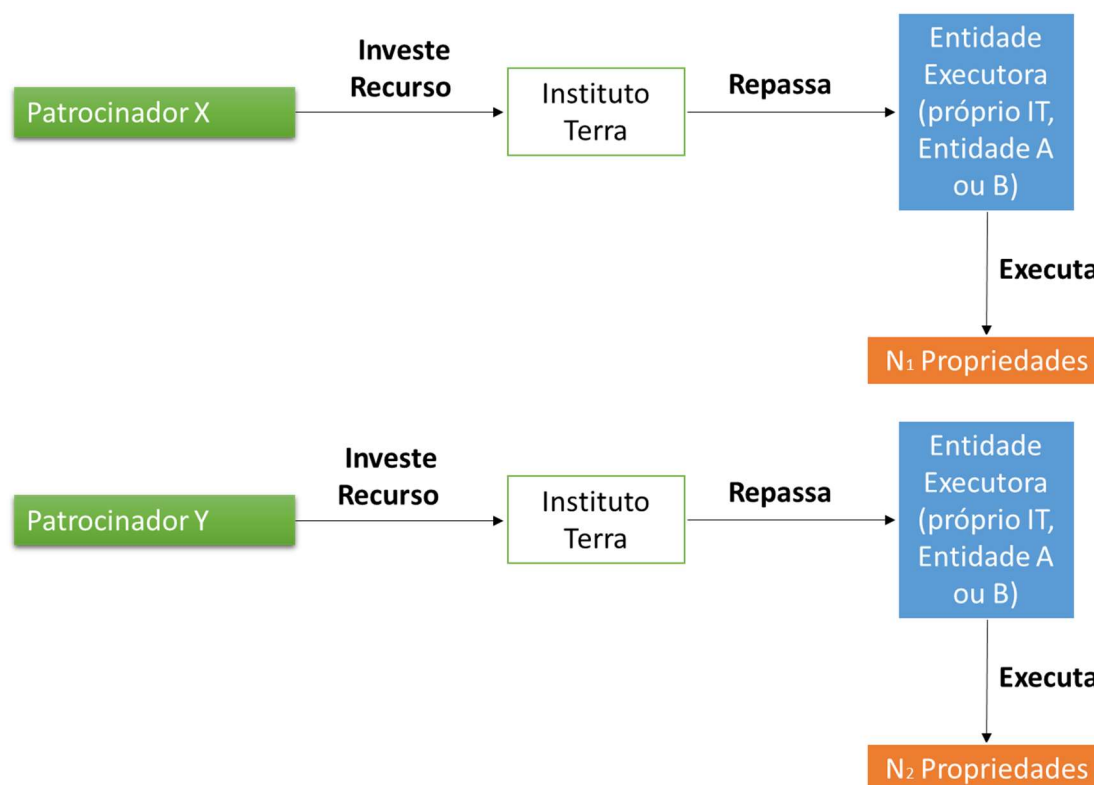 Investe
Recurso
Patrocinador X
Instituto
Terra
Repassa
Entidade
Executora
(próprio IT,
Entidade A
ou B)
Executa
N₁ Propriedades
Investe
Recurso
Patrocinador Y
Instituto
Terra
Repassa
Entidade
Executora
(próprio IT,
Entidade A
ou B)
Executa
N₂ Propriedades